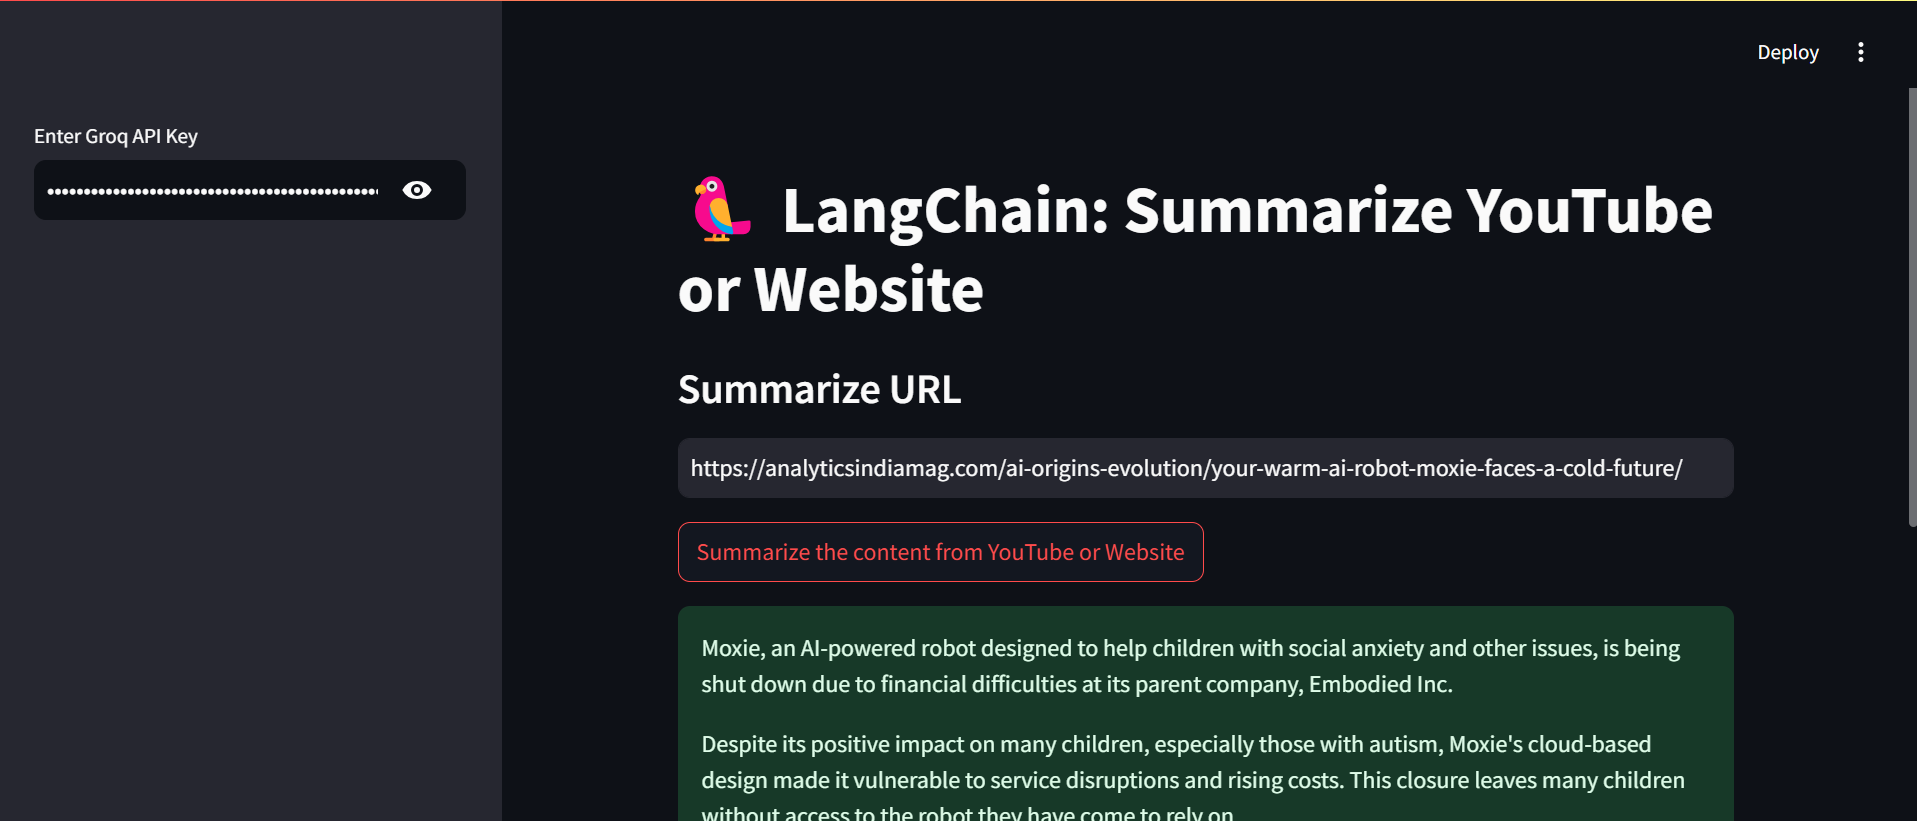 Deploy
Enter Groq API Key
LangChain: Summarize YouTube
or Website
Summarize URL
https://analyticsindiamag.com/ai-origins-evolution/your-warm-ai-robot-moxie-faces-a-cold-future/
Summarize the content from YouTube or Website
Moxie, an AI-powered robot designed to help children with social anxiety and other issues, is being
shut down due to financial difficulties at its parent company, Embodied Inc.
Despite its positive impact on many children, especially those with autism, Moxie's cloud-based
design made it vulnerable to service disruptions and rising costs. This closure leaves many children
without access to the robot they have come to rely on.